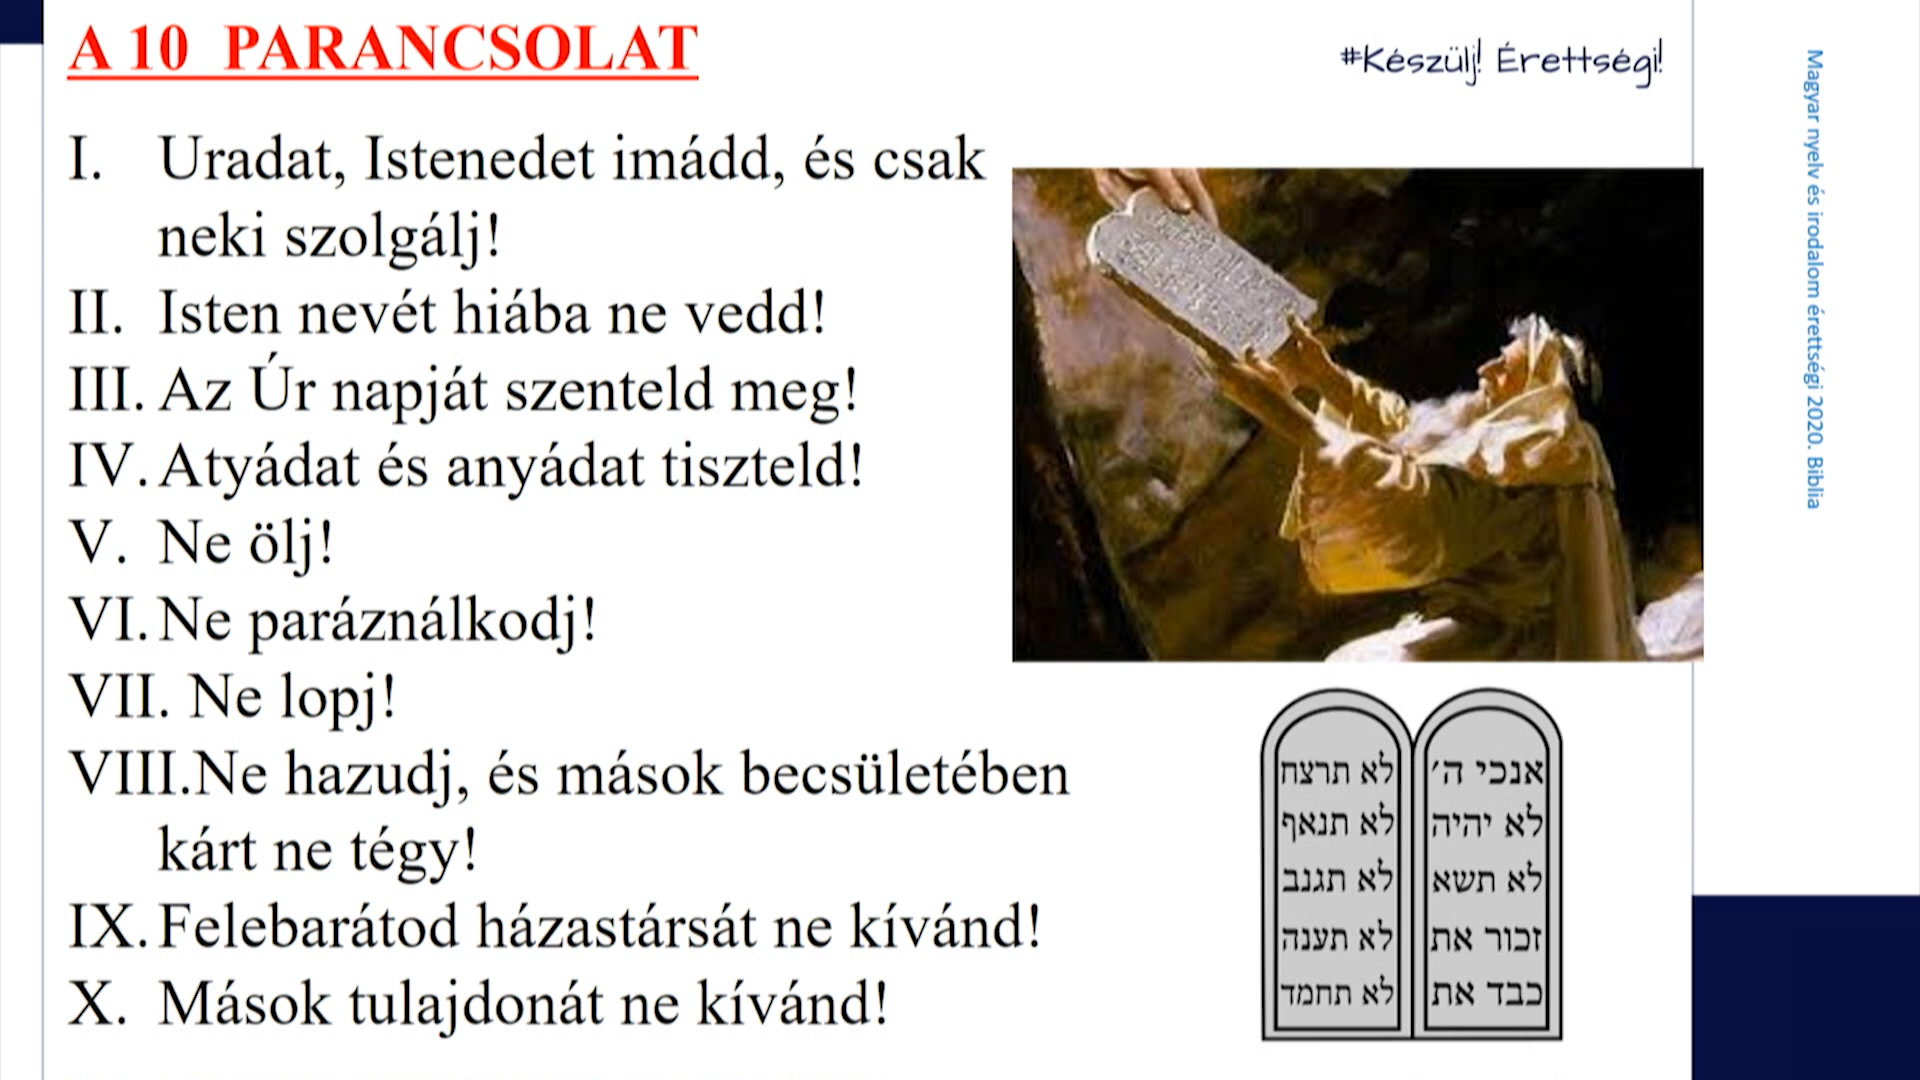 A 10 PARANCSOLAT
#Készülj! Érettségi!
I. Uradat, Istenedet imádd, és csak
neki szolgálj!
II. Isten nevét hiába ne vedd!
III. Az Úr napját szenteld meg!
IV. Atyádat és anyádat tiszteld!
V. Ne ölj!
VI. Ne paráználkodj!
VII. Ne lopj!
VIII.Ne hazudj, és mások becsületében
kárt ne tégy!
IX. Felebarátod házastársát ne kívánd!
X. Mások tulajdonát ne kívánd!
Magyar nyelv és irodalom érettségi 2020. Biblia
אנכי ה׳
לא יהיה
לא תשא
זכור את
כבד את
לא תרצח
לא תנאף
לא תגנב
לא תענה
לא תחמד